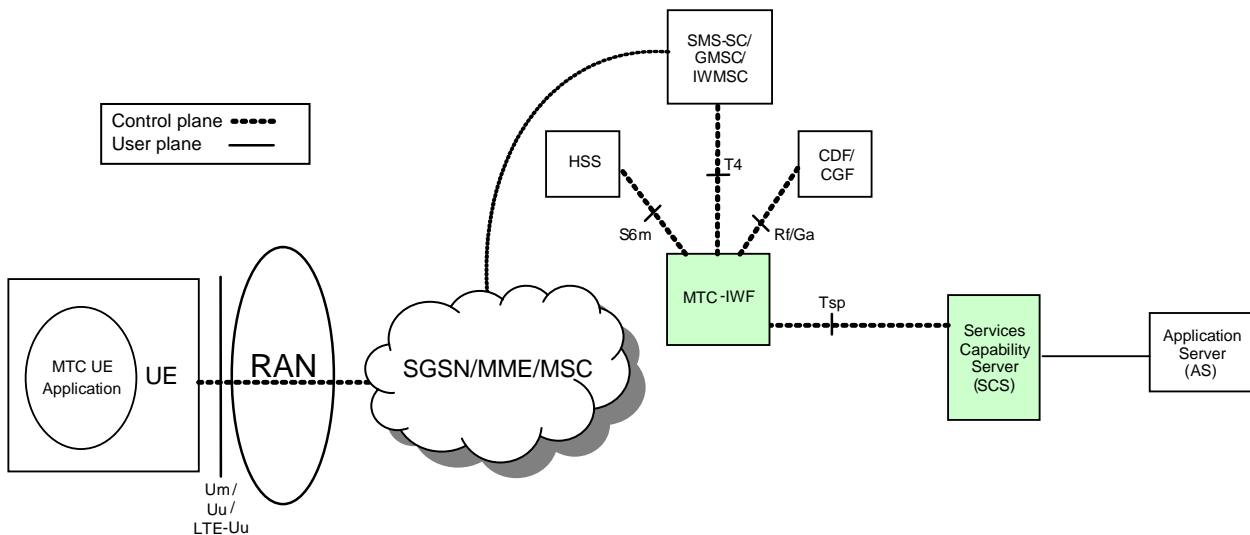 SMS-SC/
GMSC/
IWMSC
Control plane
User plane
HSS
T4
CDF/
CGF
S6m
Rf/Ga
MTC-IWF
Tsp
MTC UE
Application
UE
RAN
SGSN/MME/MSC
Services
Capability
Server
(SCS)
Application
Server
(AS)
Um/
Uu/
LTE-Uu